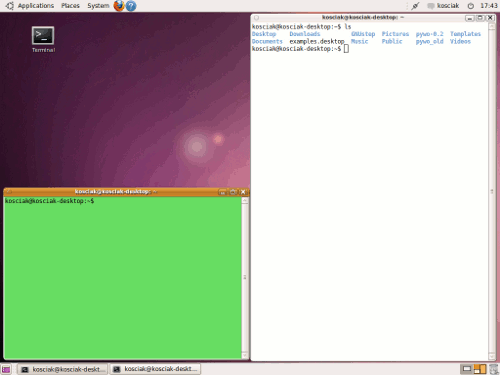 Applications Places System kosciak 17:43
Terminal
kosciak@kosciak-desktop: ~
kosciak@kosciak-desktop:~$ ls
Desktop Downloads GNUstep Pictures pywo-0.2 Templates
Documents examples.desktop Music Public pywo_old Videos
kosciak@kosciak-desktop:~$
kosciak@kosciak-desktop: ~
kosciak@kosciak-desktop:~$
kosciak@kosciak-deskt... kosciak@kosciak-deskt...